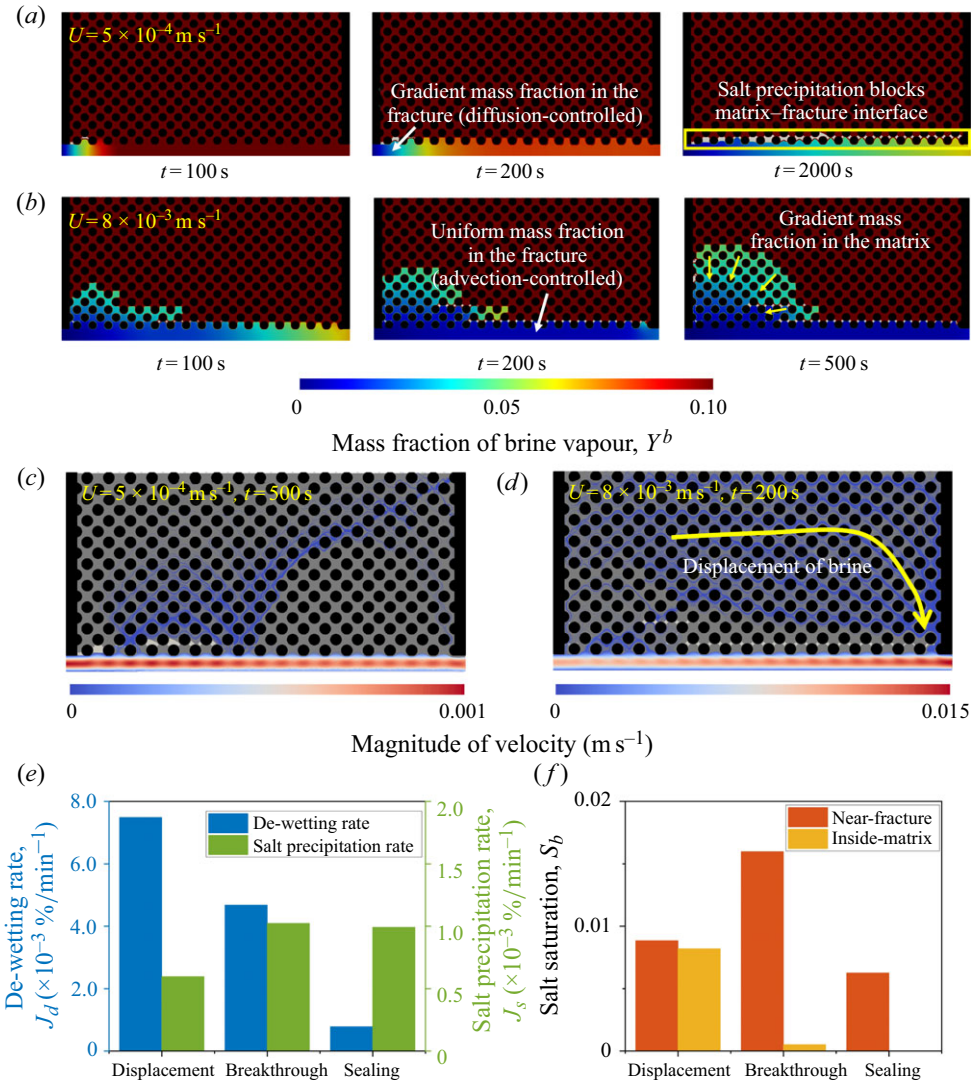 (a)
U = 5 × 10⁻⁴ m s⁻¹
Gradient mass fraction in the
fracture (diffusion-controlled)
Salt precipitation blocks
matrix–fracture interface
t = 100 s
t = 200 s
t = 2000 s
(b)
U = 8 × 10⁻³ m s⁻¹
Uniform mass fraction
in the fracture
(advection-controlled)
Gradient mass
fraction in the matrix
t = 100 s
t = 200 s
t = 500 s
0 0.05 0.10
Mass fraction of brine vapour, Yᵇ
(c)
U = 5 × 10⁻⁴ m s⁻¹, t = 500 s
(d)
U = 8 × 10⁻³ m s⁻¹, t = 200 s
Displacement of brine
0 0.001
0 0.015
Magnitude of velocity (m s⁻¹)
(e)
De-wetting rate,
J_d (×10⁻³ %/min⁻¹)
8.0
6.0
4.0
2.0
0
De-wetting rate
Salt precipitation rate
2.0
1.5
1.0
0.5
0
Salt precipitation rate,
J_s (×10⁻³ %/min⁻¹)
Displacement Breakthrough Sealing
(f)
Salt saturation, S_b
0.02
0.01
0
Near-fracture
Inside-matrix
Displacement Breakthrough Sealing